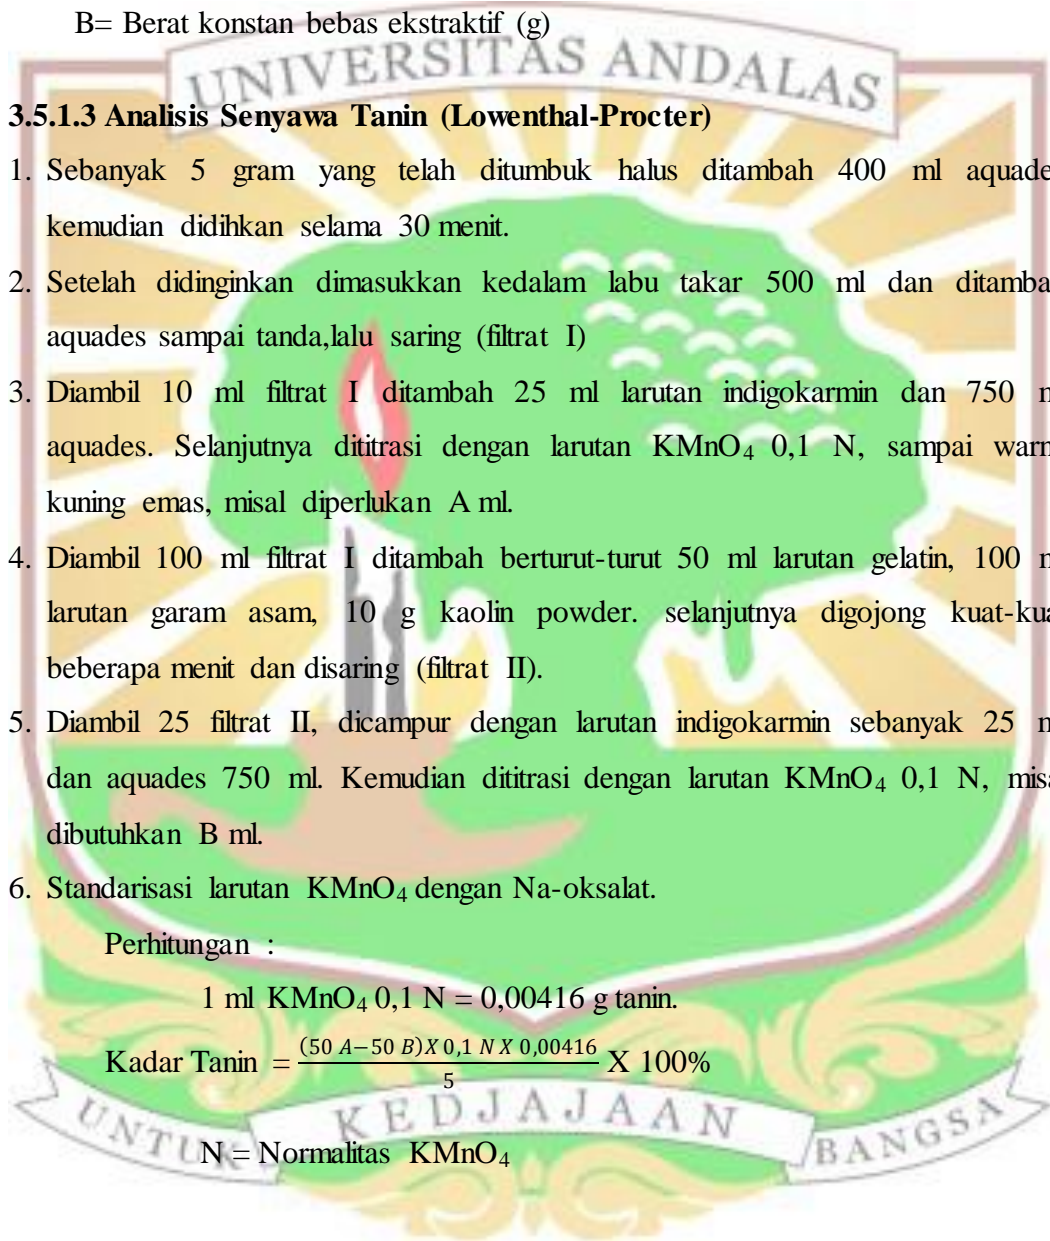 B= Berat konstan bebas ekstraktif (g)
UNIVERSITAS ANDALAS
3.5.1.3 Analisis Senyawa Tanin (Lowenthal-Procter)
1. Sebanyak 5 gram yang telah ditumbuk halus ditambah 400 ml aquade
kemudian didihkan selama 30 menit.
2. Setelah didinginkan dimasukkan kedalam labu takar 500 ml dan ditamba
aquades sampai tanda,lalu saring (filtrat I)
3. Diambil 10 ml filtrat I ditambah 25 ml larutan indigokarmin dan 750 m
aquades. Selanjutnya dititrasi dengan larutan KMnO₄ 0,1 N, sampai warn
kuning emas, misal diperlukan A ml.
4. Diambil 100 ml filtrat I ditambah berturut-turut 50 ml larutan gelatin, 100 m
larutan garam asam, 10 g kaolin powder. selanjutnya digojong kuat-kua
beberapa menit dan disaring (filtrat II).
5. Diambil 25 filtrat II, dicampur dengan larutan indigokarmin sebanyak 25 m
dan aquades 750 ml. Kemudian dititrasi dengan larutan KMnO₄ 0,1 N, misa
dibutuhkan B ml.
6. Standarisasi larutan KMnO₄ dengan Na-oksalat.
Perhitungan :
1 ml KMnO₄ 0,1 N = 0,00416 g tanin.
Kadar Tanin = (50 A−50 B)X 0,1 N X 0,00416 / 5 X 100%
UNTUK KEDJAJAAN BANGSA
N = Normalitas KMnO₄